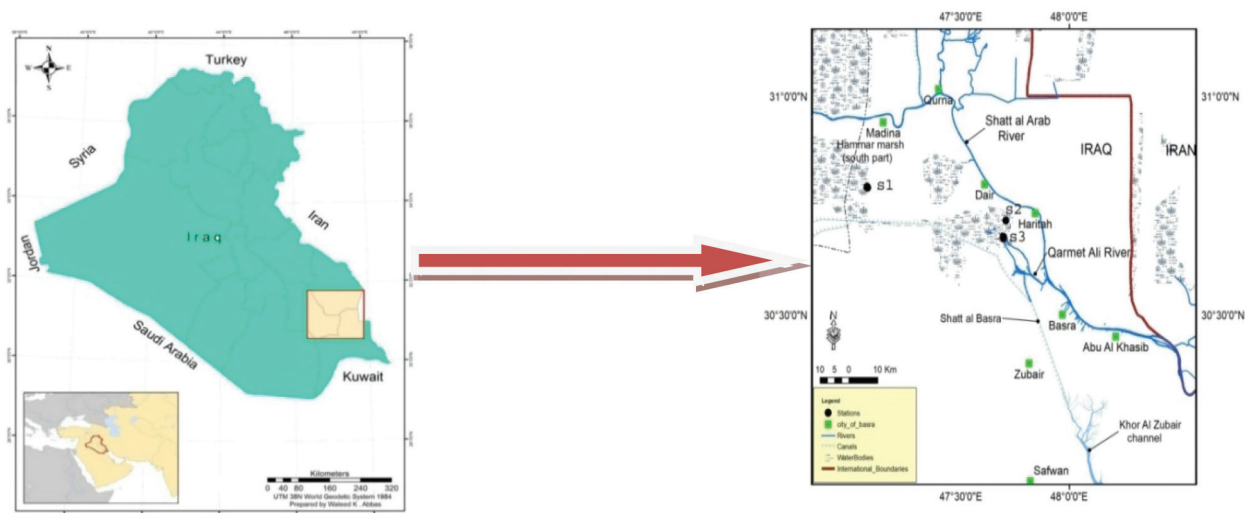 N
W
E
S
Turkey
Syria
Iran
Iraq
Jordan
Saudi Arabia
Kuwait
Kilometers
0 40 80 160 240 320
UTM 38N World Geodetic System 1984
Prepared by Waleed K . Abbas
47°30'0"E
48°0'0"E
31°0'0"N
31°0'0"N
Qurna
Madina
Shatt al Arab
River
Hammar marsh
(south part)
IRAQ
IRAN
s1
Dair
s2
Haritah
s3
Qarmet Ali River
30°30'0"N
30°30'0"N
Shatt al Basra
Basra
Abu Al Khasib
N
Zubair
10 5 0 10 Km
Legend
Stations
city_of_basra
Rivers
Canals
WaterBodies
International_Boundaries
Khor Al Zubair
channel
Safwan
47°30'0"E
48°0'0"E